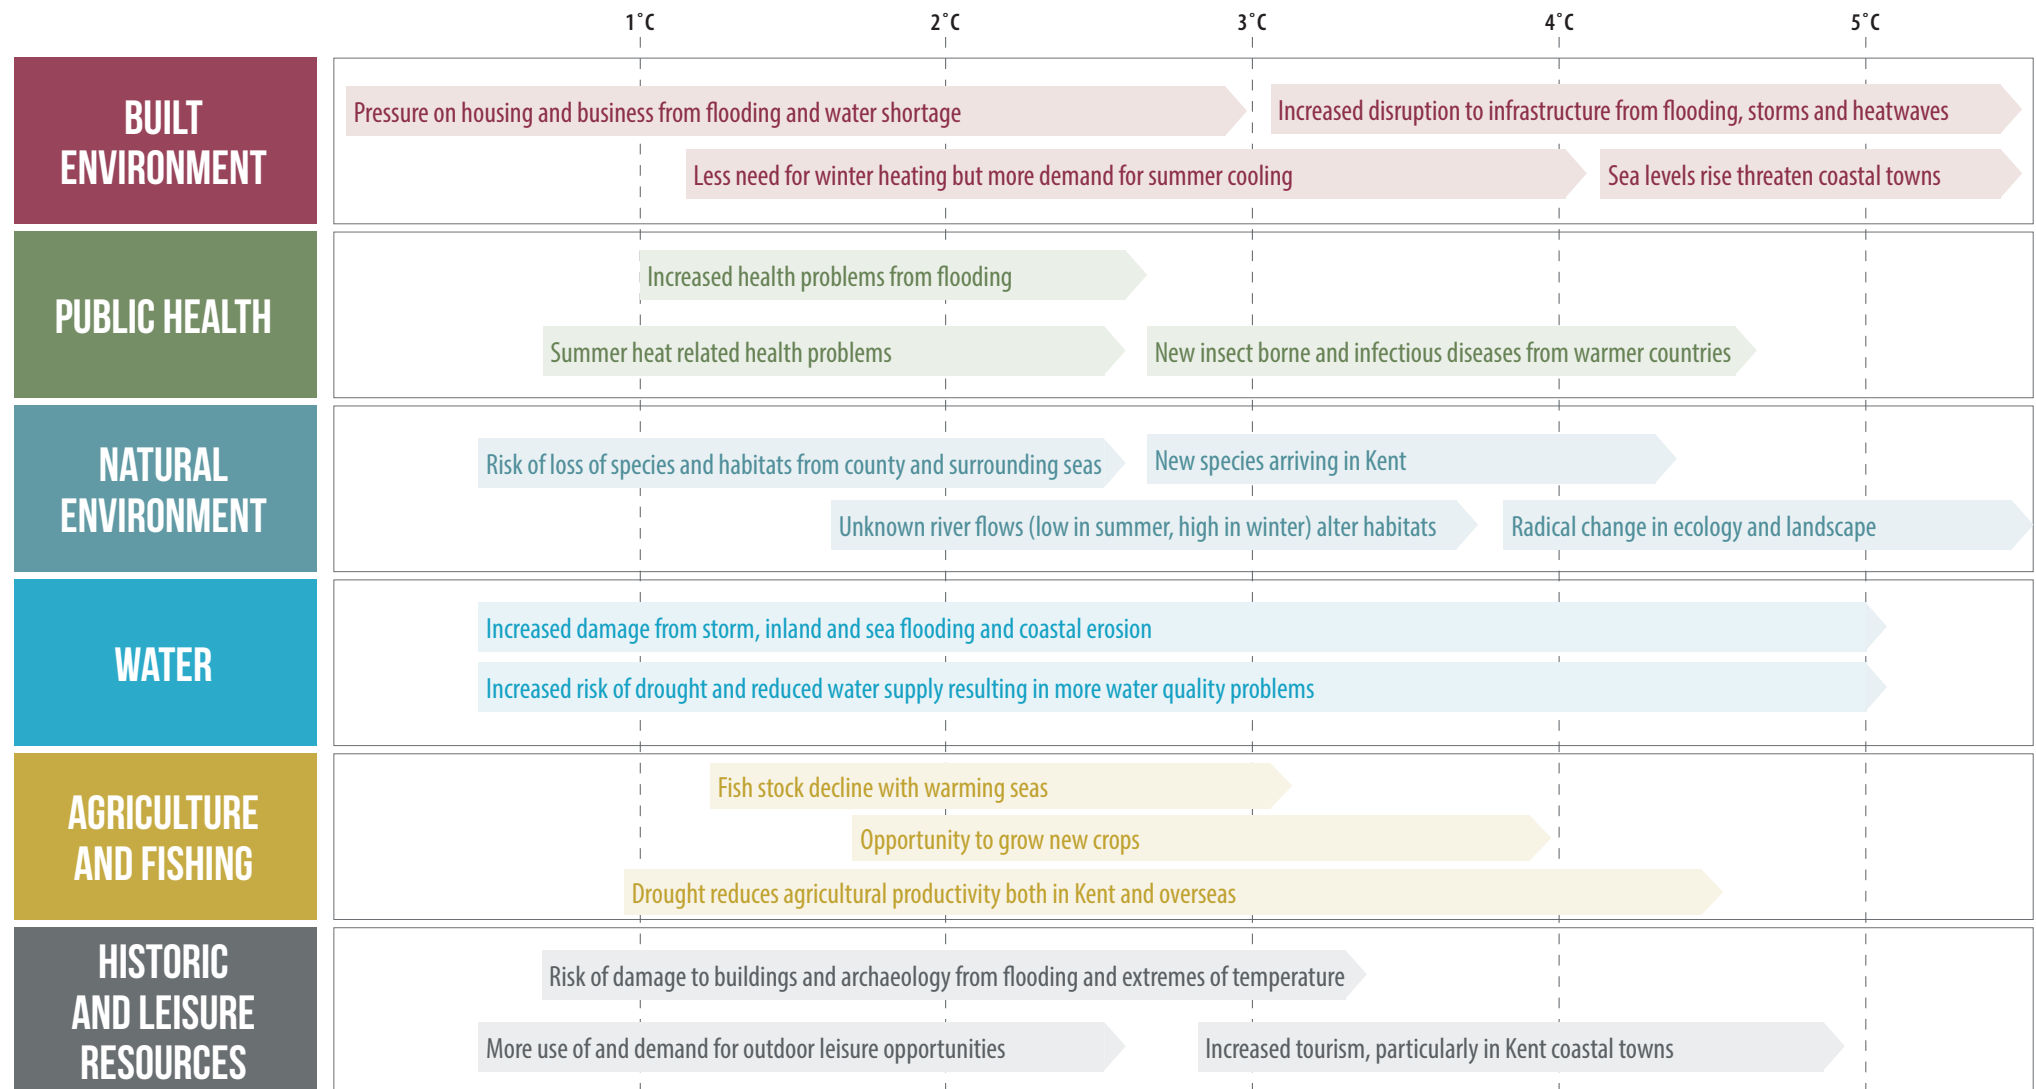 1°C 2°C 3°C 4°C 5°C
BUILT
ENVIRONMENT
Pressure on housing and business from flooding and water shortage
Increased disruption to infrastructure from flooding, storms and heatwaves
Less need for winter heating but more demand for summer cooling
Sea levels rise threaten coastal towns
PUBLIC HEALTH
Increased health problems from flooding
Summer heat related health problems
New insect borne and infectious diseases from warmer countries
NATURAL
ENVIRONMENT
Risk of loss of species and habitats from county and surrounding seas
New species arriving in Kent
Unknown river flows (low in summer, high in winter) alter habitats
Radical change in ecology and landscape
WATER
Increased damage from storm, inland and sea flooding and coastal erosion
Increased risk of drought and reduced water supply resulting in more water quality problems
AGRICULTURE
AND FISHING
Fish stock decline with warming seas
Opportunity to grow new crops
Drought reduces agricultural productivity both in Kent and overseas
HISTORIC
AND LEISURE
RESOURCES
Risk of damage to buildings and archaeology from flooding and extremes of temperature
More use of and demand for outdoor leisure opportunities
Increased tourism, particularly in Kent coastal towns